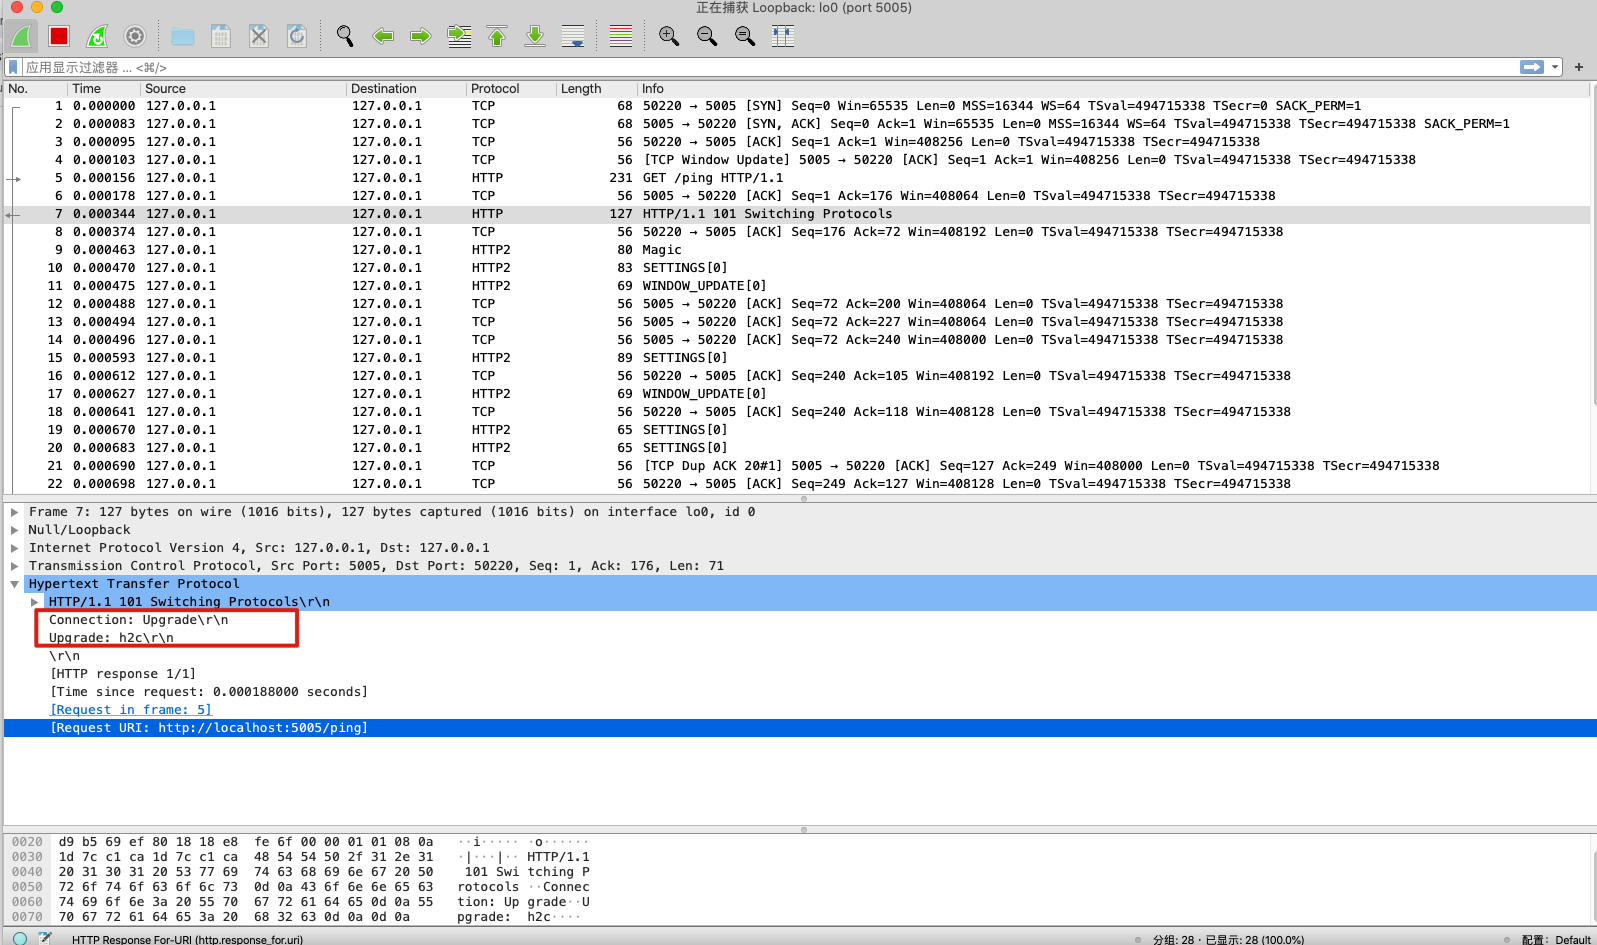 正在捕获 Loopback: lo0 (port 5005)
应用显示过滤器 … <⌘/>
No. Time Source Destination Protocol Length Info
1 0.000000 127.0.0.1 127.0.0.1 TCP 68 50220 → 5005 [SYN] Seq=0 Win=65535 Len=0 MSS=16344 WS=64 TSval=494715338 TSecr=0 SACK_PERM=1
2 0.000083 127.0.0.1 127.0.0.1 TCP 68 5005 → 50220 [SYN, ACK] Seq=0 Ack=1 Win=65535 Len=0 MSS=16344 WS=64 TSval=494715338 TSecr=494715338 SACK_PERM=1
3 0.000095 127.0.0.1 127.0.0.1 TCP 56 50220 → 5005 [ACK] Seq=1 Ack=1 Win=408256 Len=0 TSval=494715338 TSecr=494715338
4 0.000103 127.0.0.1 127.0.0.1 TCP 56 [TCP Window Update] 5005 → 50220 [ACK] Seq=1 Ack=1 Win=408256 Len=0 TSval=494715338 TSecr=494715338
5 0.000156 127.0.0.1 127.0.0.1 HTTP 231 GET /ping HTTP/1.1
6 0.000178 127.0.0.1 127.0.0.1 TCP 56 5005 → 50220 [ACK] Seq=1 Ack=176 Win=408064 Len=0 TSval=494715338 TSecr=494715338
7 0.000344 127.0.0.1 127.0.0.1 HTTP 127 HTTP/1.1 101 Switching Protocols
8 0.000374 127.0.0.1 127.0.0.1 TCP 56 50220 → 5005 [ACK] Seq=176 Ack=72 Win=408192 Len=0 TSval=494715338 TSecr=494715338
9 0.000463 127.0.0.1 127.0.0.1 HTTP2 80 Magic
10 0.000470 127.0.0.1 127.0.0.1 HTTP2 83 SETTINGS[0]
11 0.000475 127.0.0.1 127.0.0.1 HTTP2 69 WINDOW_UPDATE[0]
12 0.000488 127.0.0.1 127.0.0.1 TCP 56 5005 → 50220 [ACK] Seq=72 Ack=200 Win=408064 Len=0 TSval=494715338 TSecr=494715338
13 0.000494 127.0.0.1 127.0.0.1 TCP 56 5005 → 50220 [ACK] Seq=72 Ack=227 Win=408064 Len=0 TSval=494715338 TSecr=494715338
14 0.000496 127.0.0.1 127.0.0.1 TCP 56 5005 → 50220 [ACK] Seq=72 Ack=240 Win=408000 Len=0 TSval=494715338 TSecr=494715338
15 0.000593 127.0.0.1 127.0.0.1 HTTP2 89 SETTINGS[0]
16 0.000612 127.0.0.1 127.0.0.1 TCP 56 50220 → 5005 [ACK] Seq=240 Ack=105 Win=408192 Len=0 TSval=494715338 TSecr=494715338
17 0.000627 127.0.0.1 127.0.0.1 HTTP2 69 WINDOW_UPDATE[0]
18 0.000641 127.0.0.1 127.0.0.1 TCP 56 50220 → 5005 [ACK] Seq=240 Ack=118 Win=408128 Len=0 TSval=494715338 TSecr=494715338
19 0.000670 127.0.0.1 127.0.0.1 HTTP2 65 SETTINGS[0]
20 0.000683 127.0.0.1 127.0.0.1 HTTP2 65 SETTINGS[0]
21 0.000690 127.0.0.1 127.0.0.1 TCP 56 [TCP Dup ACK 20#1] 5005 → 50220 [ACK] Seq=127 Ack=249 Win=408000 Len=0 TSval=494715338 TSecr=494715338
22 0.000698 127.0.0.1 127.0.0.1 TCP 56 50220 → 5005 [ACK] Seq=249 Ack=127 Win=408128 Len=0 TSval=494715338 TSecr=494715338
Frame 7: 127 bytes on wire (1016 bits), 127 bytes captured (1016 bits) on interface lo0, id 0
Null/Loopback
Internet Protocol Version 4, Src: 127.0.0.1, Dst: 127.0.0.1
Transmission Control Protocol, Src Port: 5005, Dst Port: 50220, Seq: 1, Ack: 176, Len: 71
Hypertext Transfer Protocol
HTTP/1.1 101 Switching Protocols\r\n
Connection: Upgrade\r\n
Upgrade: h2c\r\n
\r\n
[HTTP response 1/1]
[Time since request: 0.000188000 seconds]
[Request in frame: 5]
[Request URI: http://localhost:5005/ping]
0020 d9 b5 69 ef 80 18 18 e8 fe 6f 00 00 01 01 08 0a ··i····· ·o······
0030 1d 7c c1 ca 1d 7c c1 ca 48 54 54 50 2f 31 2e 31 ·|···|·· HTTP/1.1
0040 20 31 30 31 20 53 77 69 74 63 68 69 6e 67 20 50 101 Swi tching P
0050 72 6f 74 6f 63 6f 6c 73 0d 0a 43 6f 6e 6e 65 63 rotocols ··Connec
0060 74 69 6f 6e 3a 20 55 70 67 72 61 64 65 0d 0a 55 tion: Up grade··U
0070 70 67 72 61 64 65 3a 20 68 32 63 0d 0a 0d 0a pgrade: h2c····
HTTP Response For-URI (http.response_for.uri) 分组: 28 · 已显示: 28 (100.0%) 配置: Default